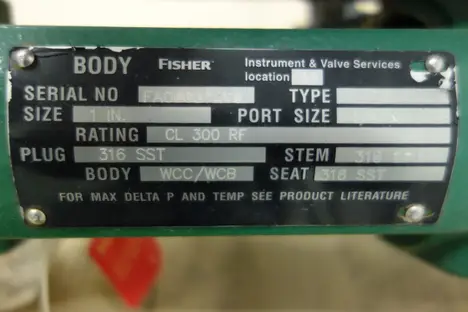 BODY FISHER Instrument & Valve Services
location
SERIAL NO TYPE
SIZE 1 IN. PORT SIZE
RATING CL 300 RF
PLUG 316 SST STEM 316
BODY WCC/WCB SEAT 316 SST
FOR MAX DELTA P AND TEMP SEE PRODUCT LITERATURE